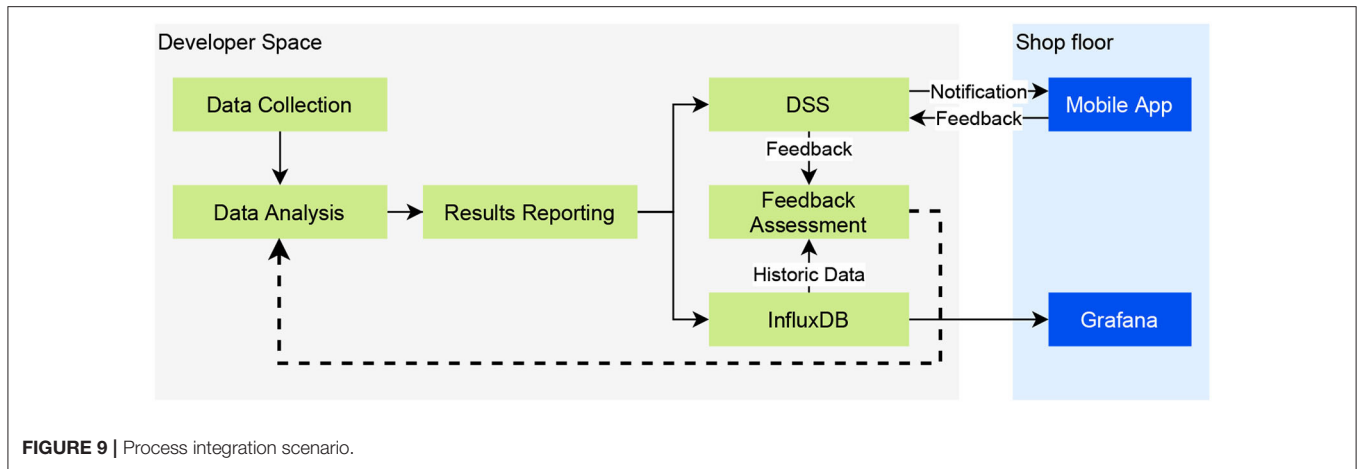 Developer Space
Shop floor
Data Collection
DSS
Notification
Mobile App
Feedback
Feedback
Data Analysis
Results Reporting
Feedback
Assessment
Historic Data
InfluxDB
Grafana
FIGURE 9 | Process integration scenario.